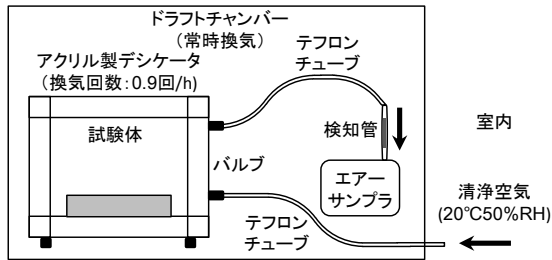 ドラフトチャンバー
（常時換気）
アクリル製デシケータ
（換気回数：0.9回/h）
テフロン
チューブ
試験体
検知管
室内
バルブ
エアー
サンプラ
清浄空気
(20℃50%RH)
テフロン
チューブ